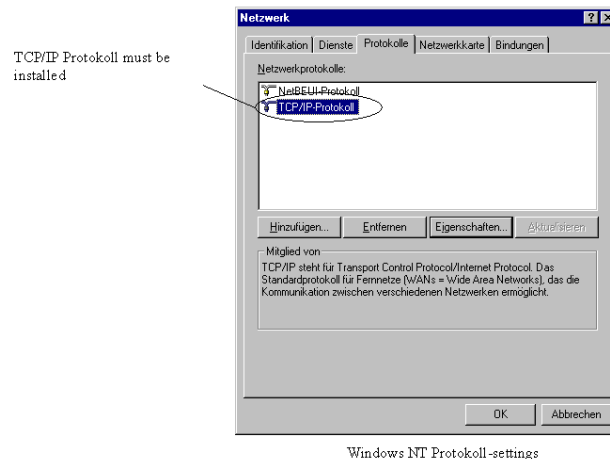 Netzwerk
Identifikation Dienste Protokolle Netzwerkkarte Bindungen
TCP/IP Protokoll must be
installed
Netzwerkprotokolle:
NetBEUI-Protokoll
TCP/IP-Protokoll
Hinzufügen... Entfernen Eigenschaften... Aktualisieren
Mitglied von
TCP/IP steht für Transport Control Protocol/Internet Protocol. Das
Standardprotokoll für Fernnetze (WANs = Wide Area Networks), das die
Kommunikation zwischen verschiedenen Netzwerken ermöglicht.
OK Abbrechen
Windows NT Protokoll-settings